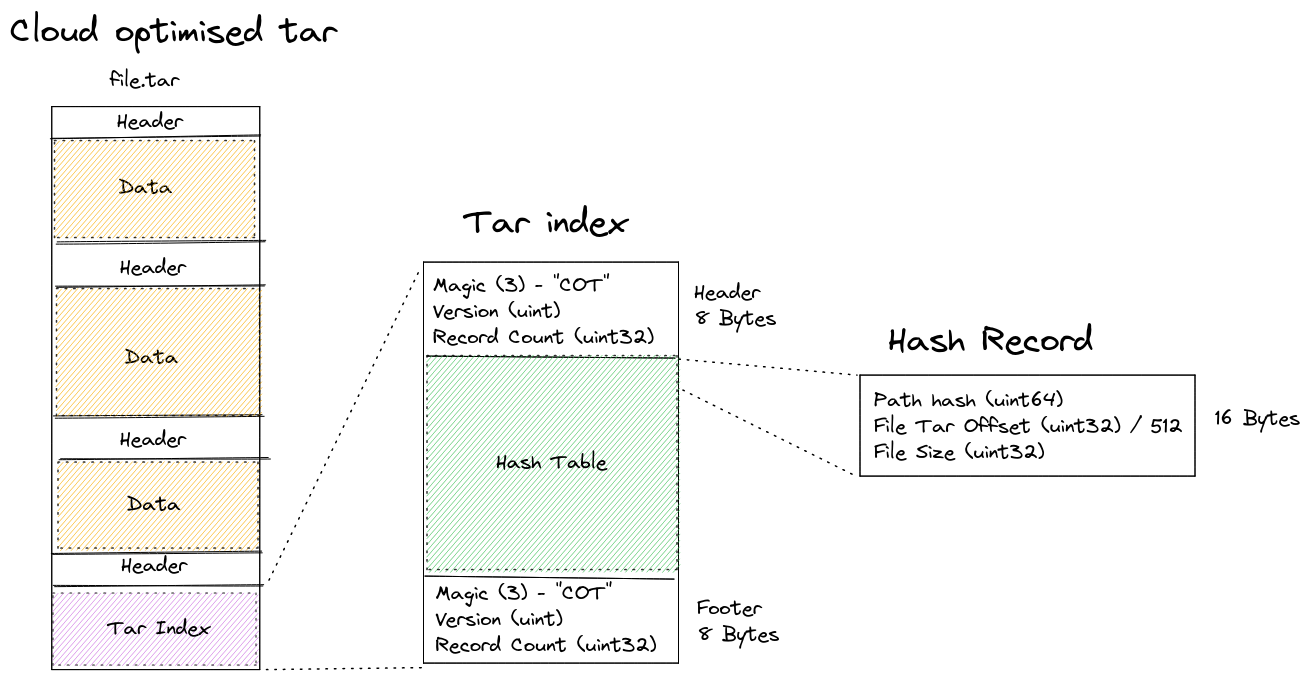 Cloud optimised tar
file.tar
Header
Data
Header
Data
Header
Data
Header
Tar Index
Tar index
Magic (3) - "COT"
Version (uint)
Record Count (uint32)
Header
8 Bytes
Hash Table
Magic (3) - "COT"
Version (uint)
Record Count (uint32)
Footer
8 Bytes
Hash Record
Path hash (uint64)
File Tar Offset (uint32) / 512
File Size (uint32)
16 Bytes